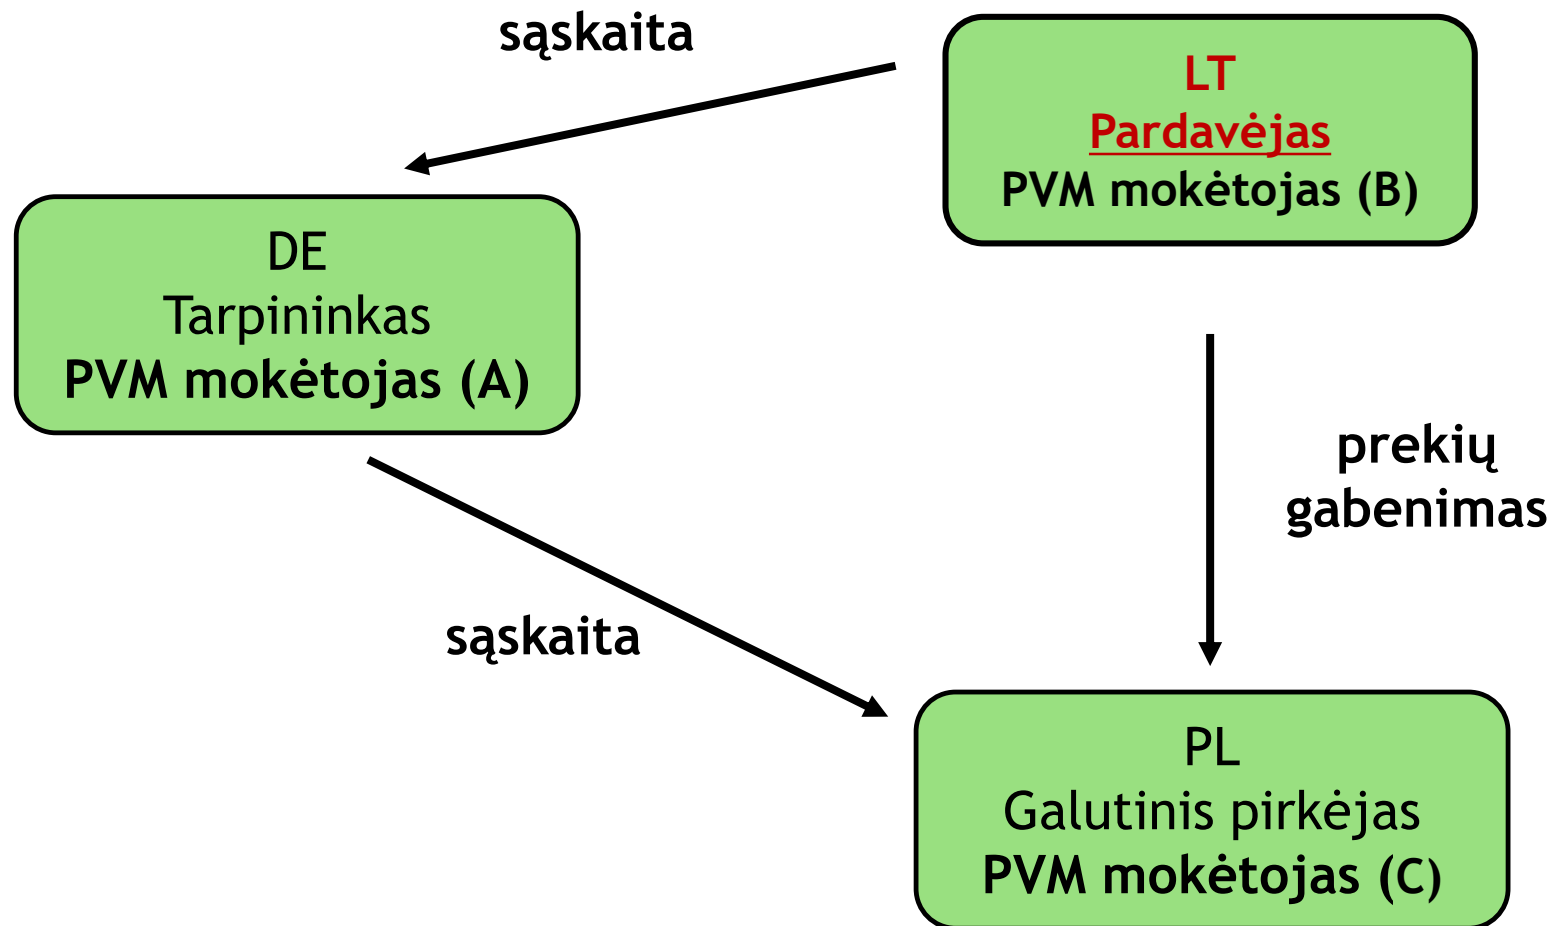 sąskaita
LT
Pardavėjas
PVM mokėtojas (B)
DE
Tarpininkas
PVM mokėtojas (A)
prekių
gabenimas
sąskaita
PL
Galutinis pirkėjas
PVM mokėtojas (C)